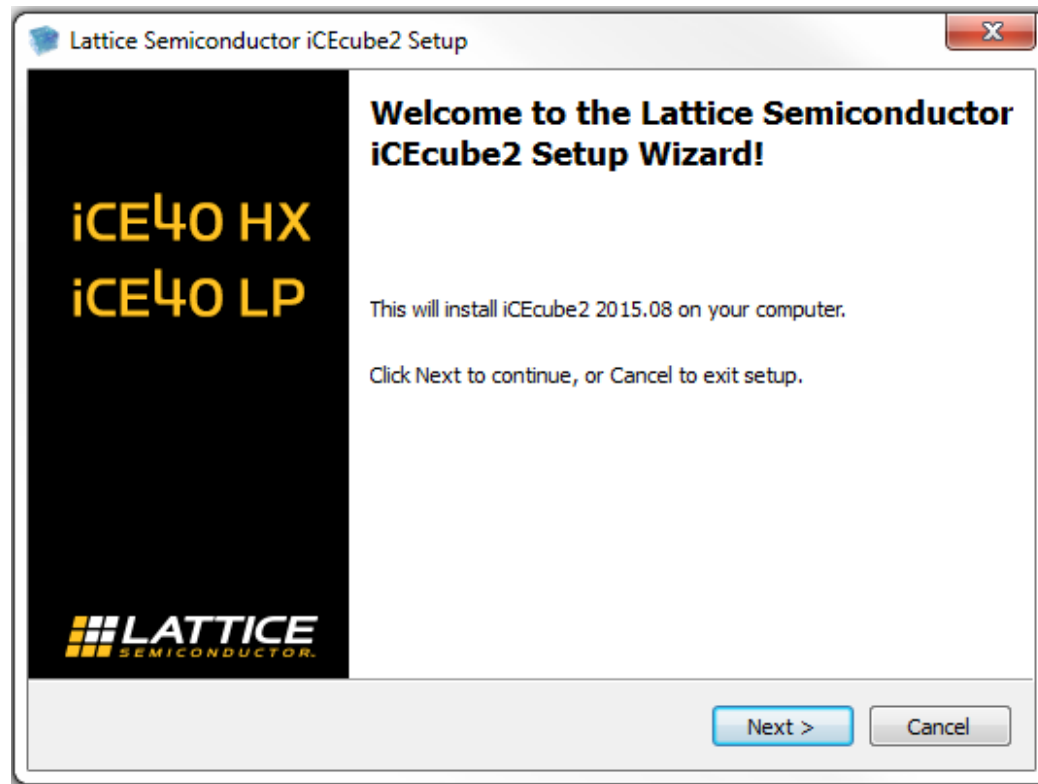 Lattice Semiconductor iCEcube2 Setup
Welcome to the Lattice Semiconductor
iCEcube2 Setup Wizard!
iCE40 HX
iCE40 LP
This will install iCEcube2 2015.08 on your computer.
Click Next to continue, or Cancel to exit setup.
LATTICE
SEMICONDUCTOR.
Next >
Cancel